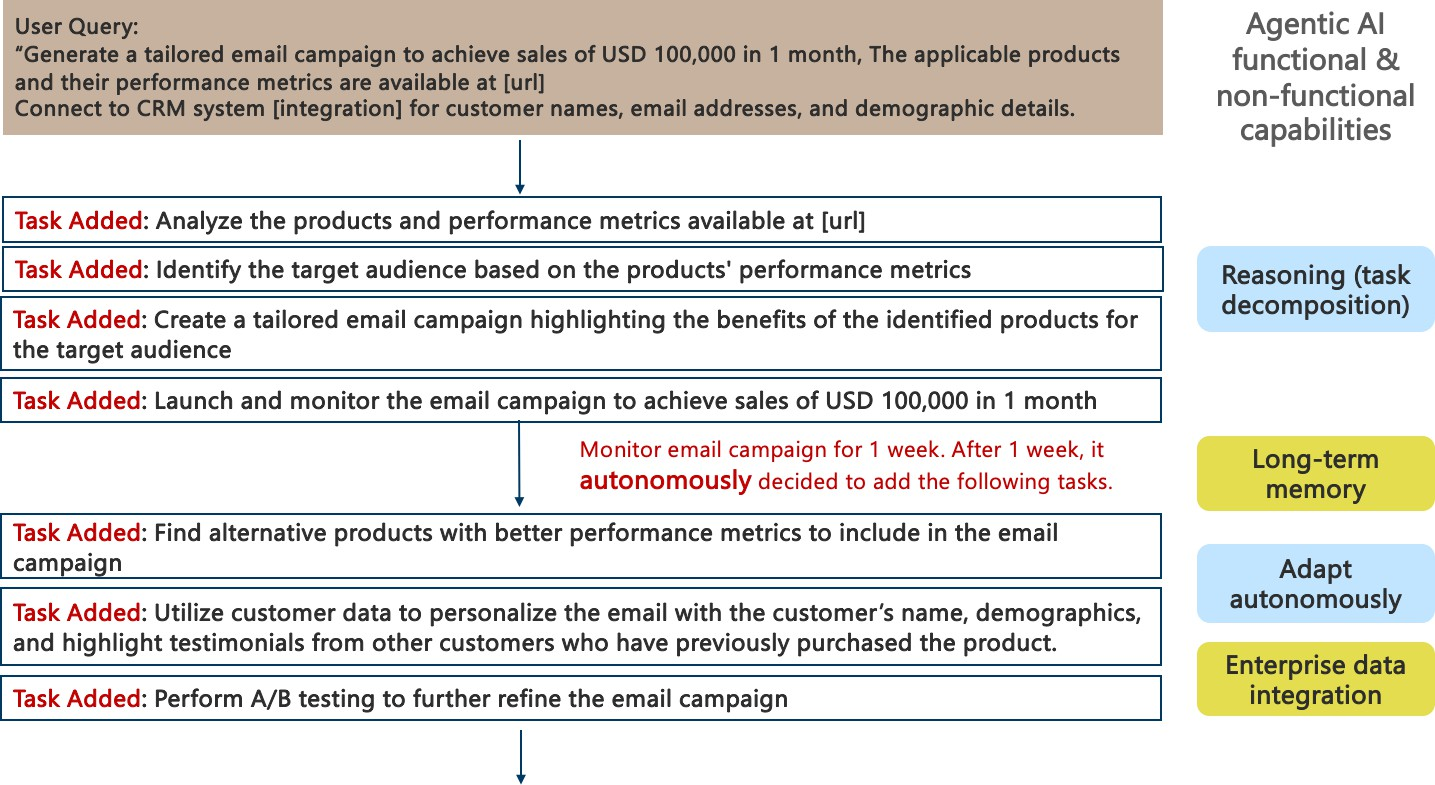 User Query:
“Generate a tailored email campaign to achieve sales of USD 100,000 in 1 month, The applicable products
and their performance metrics are available at [url]
Connect to CRM system [integration] for customer names, email addresses, and demographic details.
Agentic AI
functional &
non-functional
capabilities
Task Added: Analyze the products and performance metrics available at [url]
Task Added: Identify the target audience based on the products' performance metrics
Task Added: Create a tailored email campaign highlighting the benefits of the identified products for
the target audience
Task Added: Launch and monitor the email campaign to achieve sales of USD 100,000 in 1 month
Reasoning (task
decomposition)
Monitor email campaign for 1 week. After 1 week, it
autonomously decided to add the following tasks.
Long-term
memory
Task Added: Find alternative products with better performance metrics to include in the email
campaign
Task Added: Utilize customer data to personalize the email with the customer’s name, demographics,
and highlight testimonials from other customers who have previously purchased the product.
Task Added: Perform A/B testing to further refine the email campaign
Adapt
autonomously
Enterprise data
integration